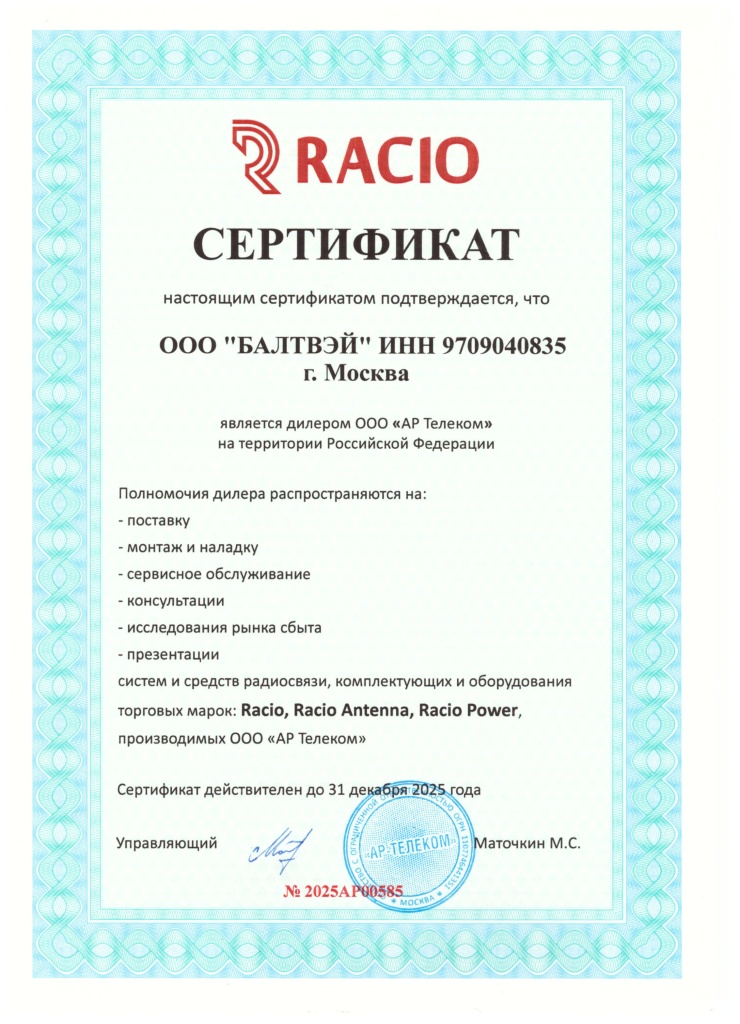 RACIO
СЕРТИФИКАТ
настоящим сертификатом подтверждается, что
ООО "БАЛТВЭЙ" ИНН 9709040835
г. Москва
является дилером ООО «АР Телеком»
на территории Российской Федерации
Полномочия дилера распространяются на:
- поставку
- монтаж и наладку
- сервисное обслуживание
- консультации
- исследования рынка сбыта
- презентации
систем и средств радиосвязи, комплектующих и оборудования
торговых марок: Racio, Racio Antenna, Racio Power,
производимых ООО «АР Телеком»
Сертификат действителен до 31 декабря 2025 года
Управляющий
Маточкин М.С.
«АР-ТЕЛЕКОМ»
* МОСКВА *
№ 2025АР00585